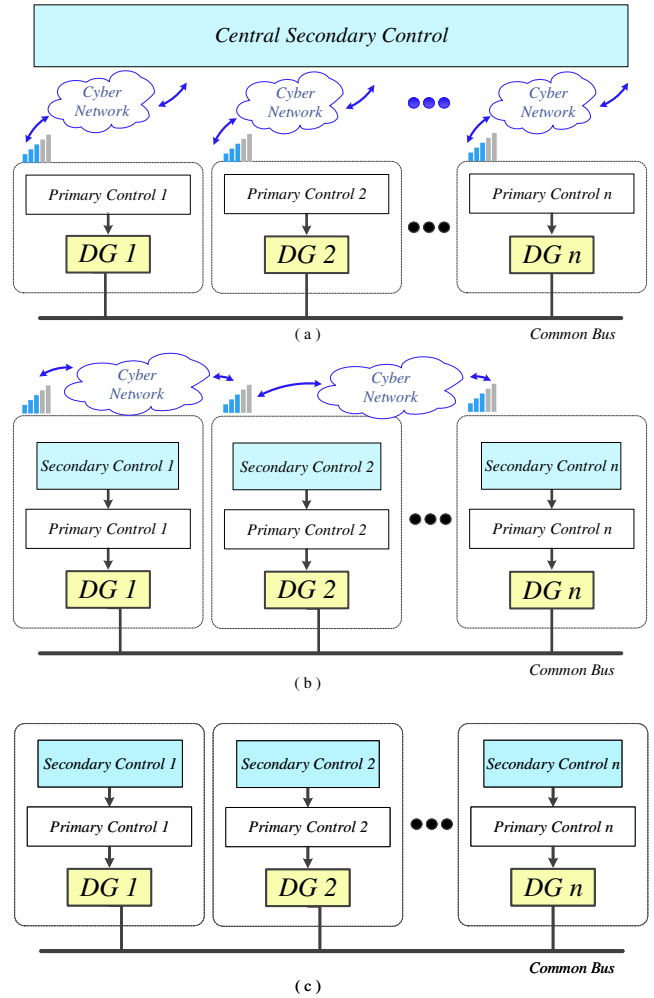 Central Secondary Control
Cyber
Network
Cyber
Network
Cyber
Network
Primary Control 1
Primary Control 2
Primary Control n
DG 1
DG 2
DG n
Common Bus
( a )
Cyber
Network
Cyber
Network
Secondary Control 1
Secondary Control 2
Secondary Control n
Primary Control 1
Primary Control 2
Primary Control n
DG 1
DG 2
DG n
Common Bus
( b )
Secondary Control 1
Secondary Control 2
Secondary Control n
Primary Control 1
Primary Control 2
Primary Control n
DG 1
DG 2
DG n
Common Bus
( c )